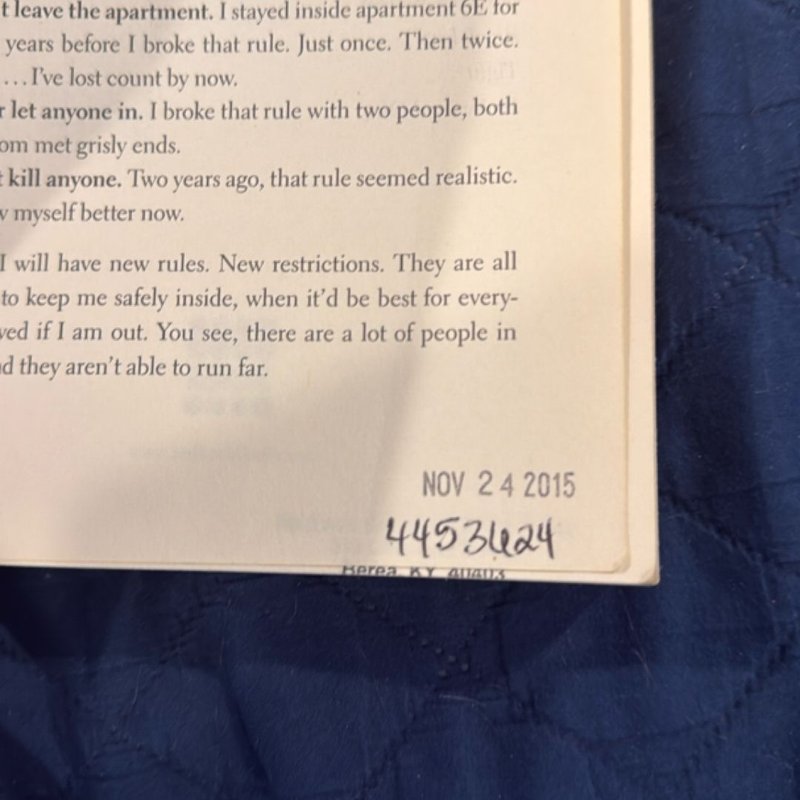 t leave the apartment. I stayed inside apartment 6E for
years before I broke that rule. Just once. Then twice.
... I've lost count by now.
r let anyone in. I broke that rule with two people, both
om met grisly ends.
t kill anyone. Two years ago, that rule seemed realistic.
w myself better now.
I will have new rules. New restrictions. They are all
to keep me safely inside, when it'd be best for every-
ved if I am out. You see, there are a lot of people in
d they aren't able to run far.
NOV 24 2015
4453624
Berea KY 40403